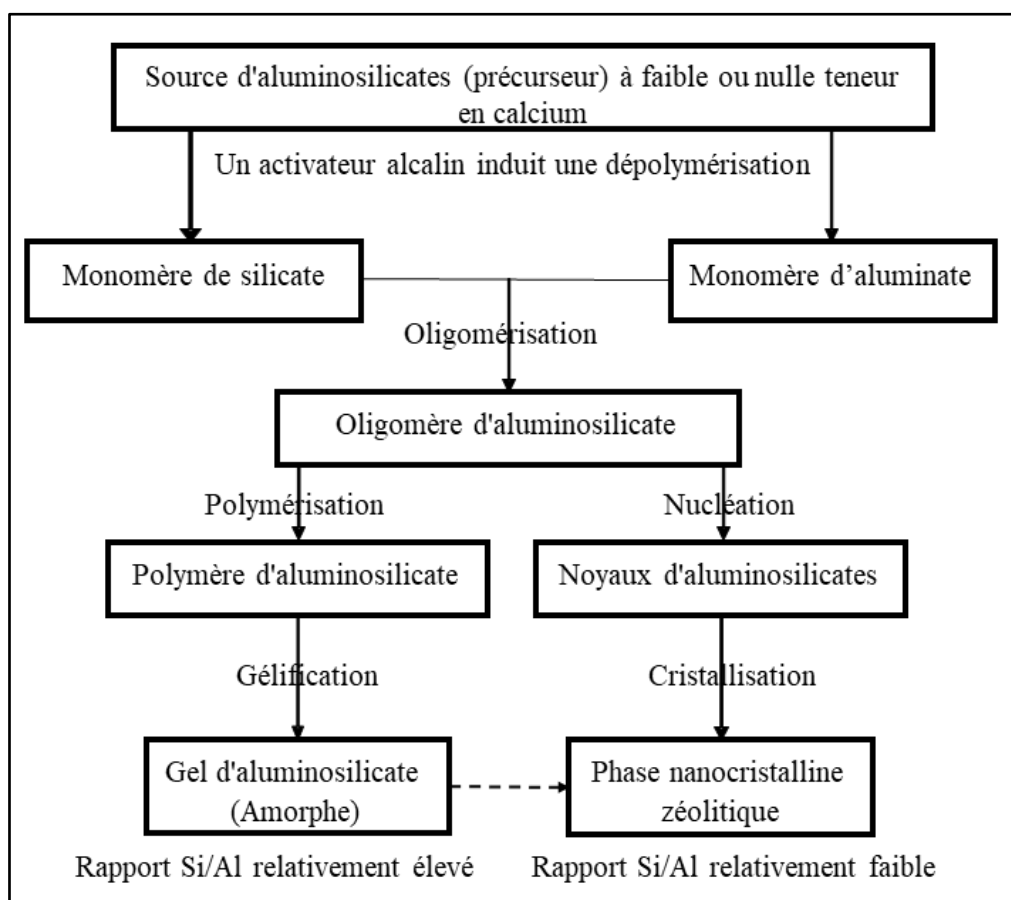 Source d'aluminosilicates (précurseur) à faible ou nulle teneur
en calcium
Un activateur alcalin induit une dépolymérisation
Monomère de silicate
Monomère d’aluminate
Oligomérisation
Oligomère d'aluminosilicate
Polymérisation
Nucléation
Polymère d'aluminosilicate
Noyaux d'aluminosilicates
Gélification
Cristallisation
Gel d'aluminosilicate
(Amorphe)
Phase nanocristalline
zéolitique
Rapport Si/Al relativement élevé
Rapport Si/Al relativement faible